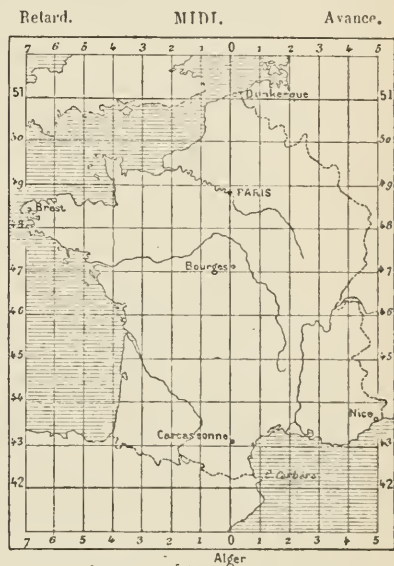 Retard. MIDI. Avance.
7 6 5 4 3 2 1 0 1 2 3 4 5
51 Dunkerque 51
50 50
49 PARIS 49
Brest
48 48
47 Bourges 47
46 46
45 45
44 44
Nice
43 Carcassonne 43
C. Cerbère
42 42
7 6 5 4 3 2 1 0 1 2 3 4 5
Alger